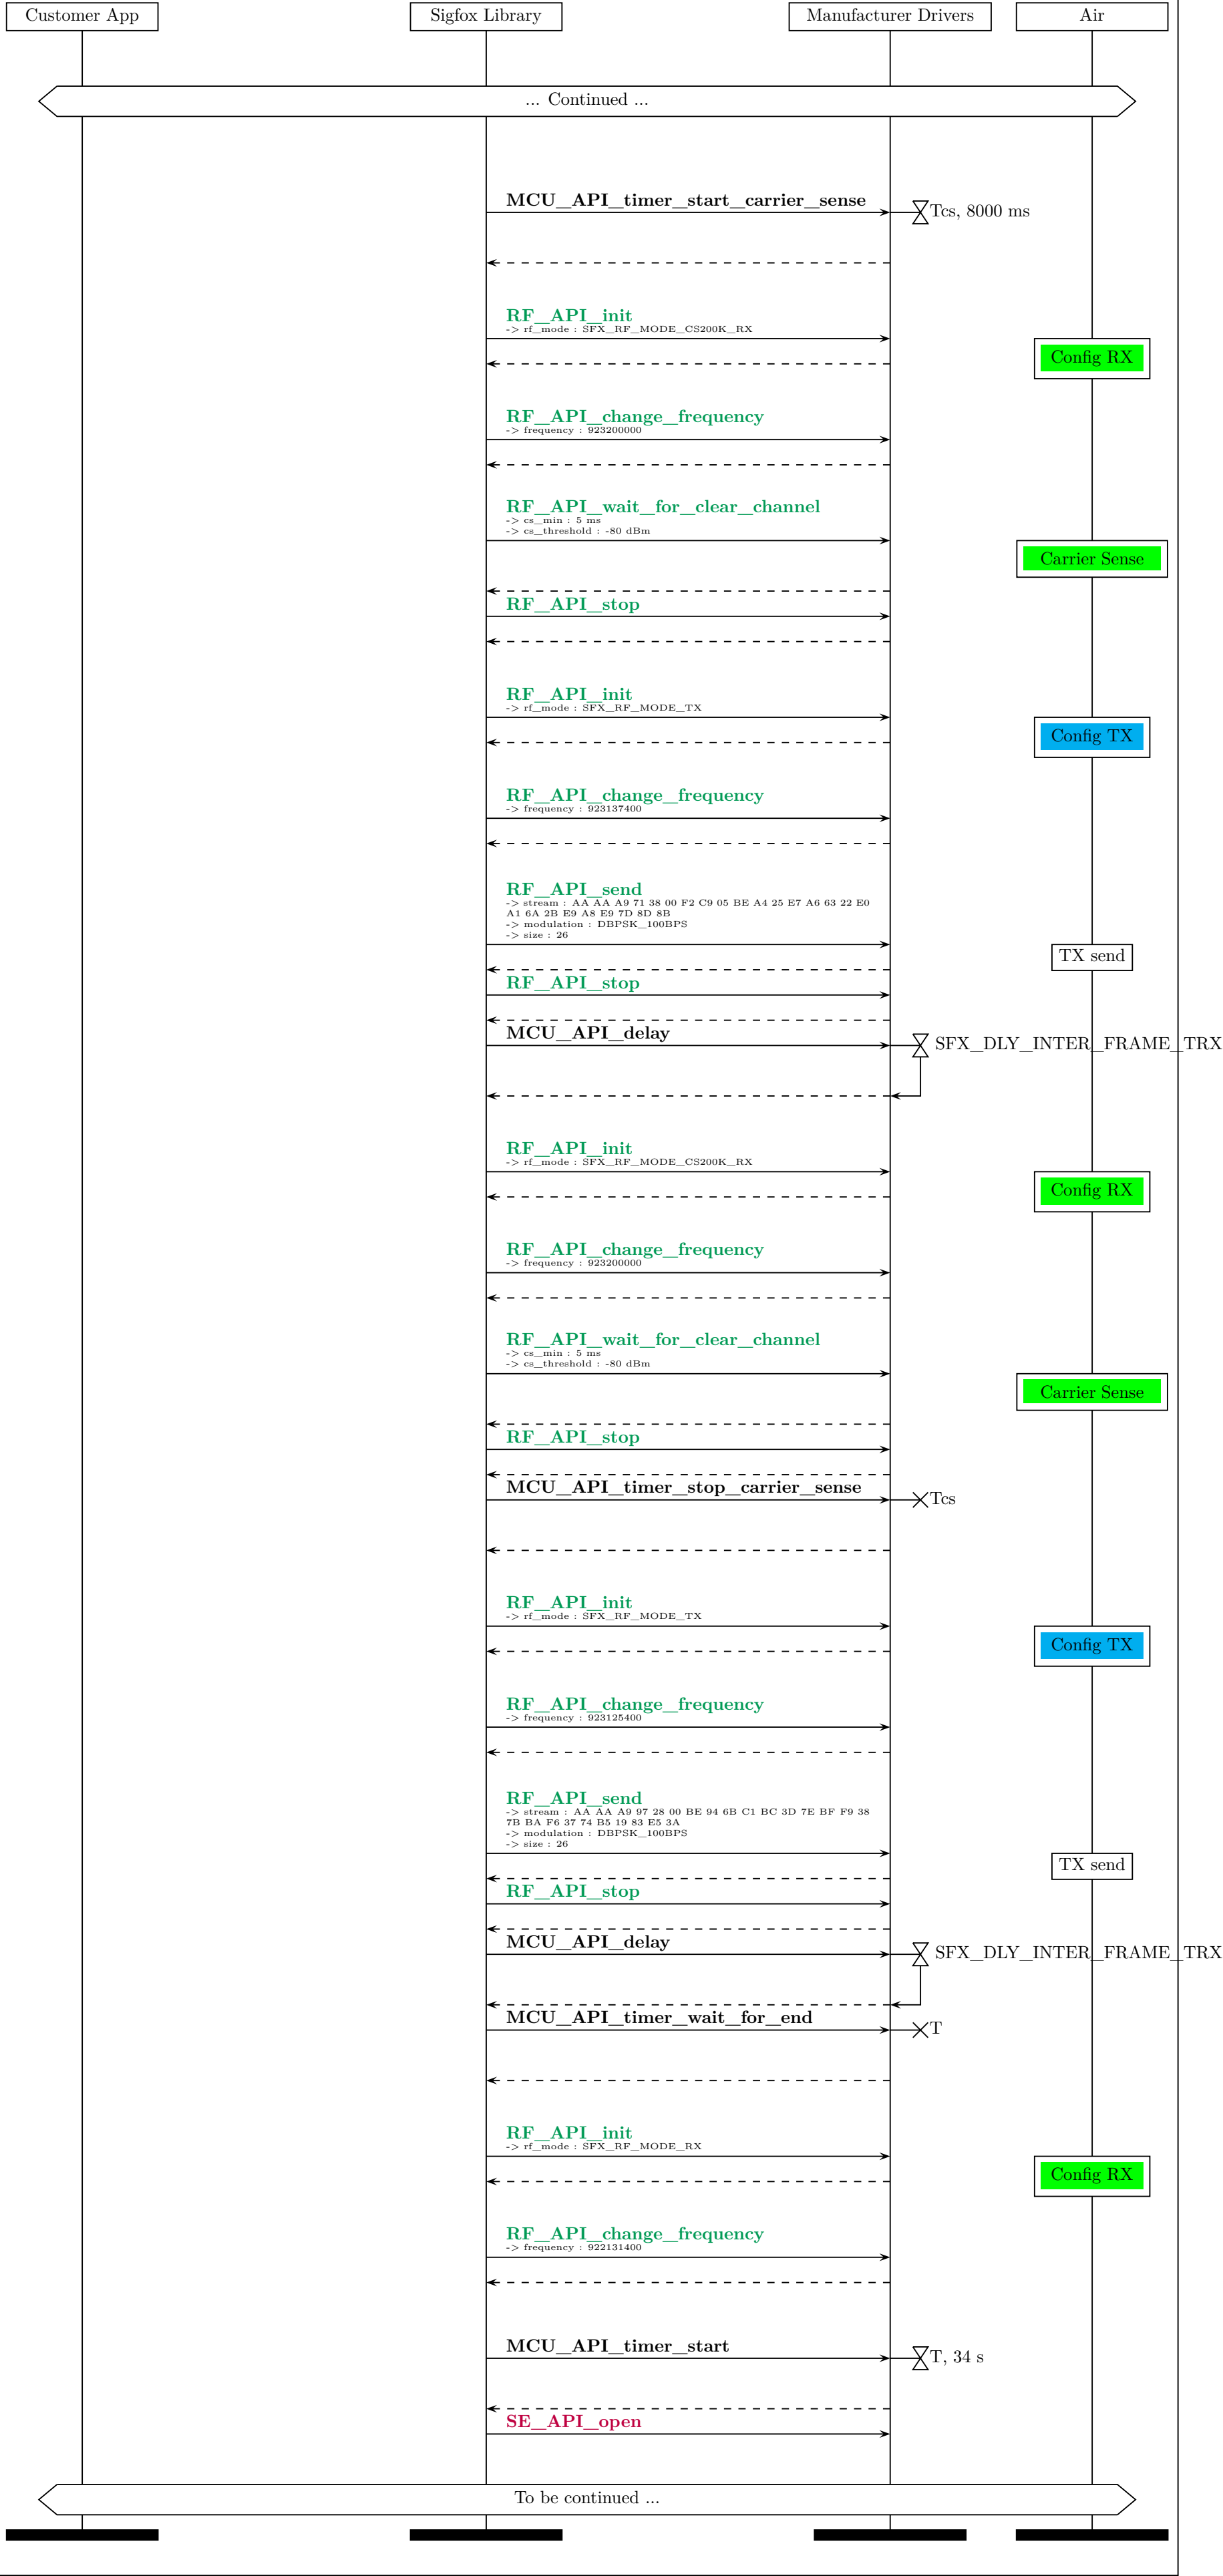 Customer App
Sigfox Library
Manufacturer Drivers
Air
... Continued ...
MCU_API_timer_start_carrier_sense
Tcs, 8000 ms
RF_API_init
-> rf_mode : SFX_RF_MODE_CS200K_RX
Config RX
RF_API_change_frequency
-> frequency : 923200000
RF_API_wait_for_clear_channel
-> cs_min : 5 ms
-> cs_threshold : -80 dBm
Carrier Sense
RF_API_stop
RF_API_init
-> rf_mode : SFX_RF_MODE_TX
Config TX
RF_API_change_frequency
-> frequency : 923137400
RF_API_send
-> stream : AA AA A9 71 38 00 F2 C9 05 BE A4 25 E7 A6 63 22 E0
A1 6A 2B E9 A8 E9 7D 8D 8B
-> modulation : DBPSK_100BPS
-> size : 26
TX send
RF_API_stop
MCU_API_delay
SFX_DLY_INTER_FRAME_TRX
RF_API_init
-> rf_mode : SFX_RF_MODE_CS200K_RX
Config RX
RF_API_change_frequency
-> frequency : 923200000
RF_API_wait_for_clear_channel
-> cs_min : 5 ms
-> cs_threshold : -80 dBm
Carrier Sense
RF_API_stop
MCU_API_timer_stop_carrier_sense
Tcs
RF_API_init
-> rf_mode : SFX_RF_MODE_TX
Config TX
RF_API_change_frequency
-> frequency : 923125400
RF_API_send
-> stream : AA AA A9 97 28 00 BE 94 6B C1 BC 3D 7E BF F9 38
7B BA F6 37 74 B5 19 83 E5 3A
-> modulation : DBPSK_100BPS
-> size : 26
TX send
RF_API_stop
MCU_API_delay
SFX_DLY_INTER_FRAME_TRX
MCU_API_timer_wait_for_end
T
RF_API_init
-> rf_mode : SFX_RF_MODE_RX
Config RX
RF_API_change_frequency
-> frequency : 922131400
MCU_API_timer_start
T, 34 s
SE_API_open
To be continued ...